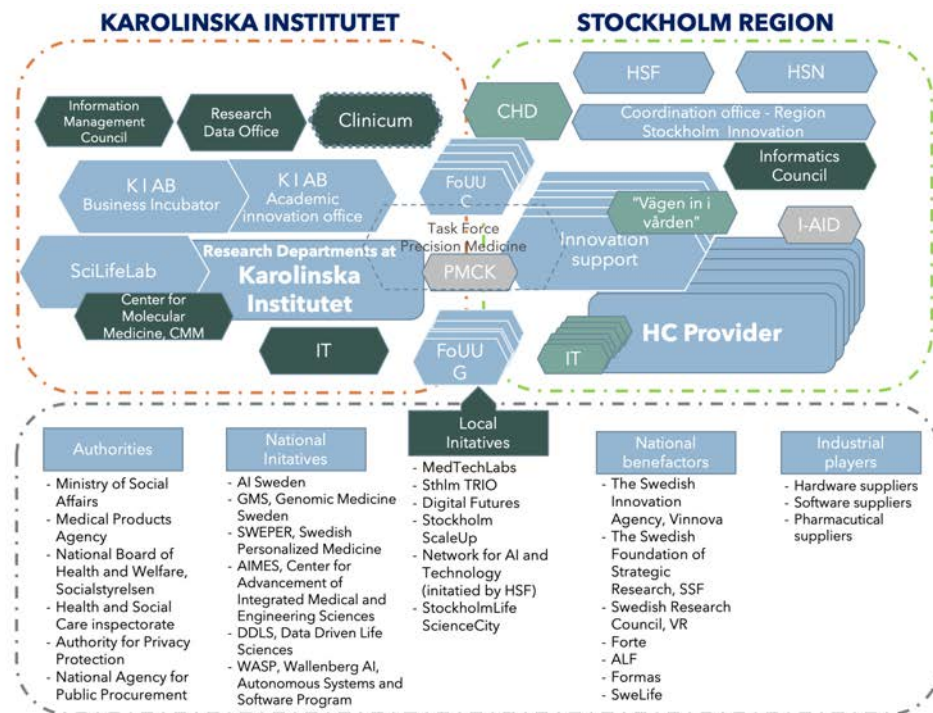 KAROLINSKA INSTITUTET
STOCKHOLM REGION
HSF
HSN
Information
Management
Council
Research
Data Office
Clinicum
CHD
Coordination office - Region
Stockholm Innovation
Informatics
Council
K I AB
Business Incubator
K I AB
Academic
innovation office
FoUU
C
"Vägen in i
vården"
I-AID
Task Force
Precision Medicine
Innovation
support
SciLifeLab
Research Departments at
Karolinska
Institutet
PMCK
Center for
Molecular
Medicine, CMM
HC Provider
IT
FoUU
G
IT
Authorities
- Ministry of Social
Affairs
- Medical Products
Agency
- National Board of
Health and Welfare,
Socialstyrelsen
- Health and Social
Care inspectorate
- Authority for Privacy
Protection
- National Agency for
Public Procurement
National
Initatives
- AI Sweden
- GMS, Genomic Medicine
Sweden
- SWEPER, Swedish
Personalized Medicine
- AIMES, Center for
Advancement of
Integrated Medical and
Engineering Sciences
- DDLS, Data Driven Life
Sciences
- WASP, Wallenberg AI,
Autonomous Systems and
Software Program
Local
Initatives
- MedTechLabs
- Sthlm TRIO
- Digital Futures
- Stockholm
ScaleUp
- Network for AI and
Technology
(initatied by HSF)
- StockholmLife
ScienceCity
National
benefactors
- The Swedish
Innovation
Agency, Vinnova
- The Swedish
Foundation of
Strategic
Research, SSF
- Swedish Research
Council, VR
- Forte
- ALF
- Formas
- SweLife
Industrial
players
- Hardware suppliers
- Software suppliers
- Pharmacutical
suppliers